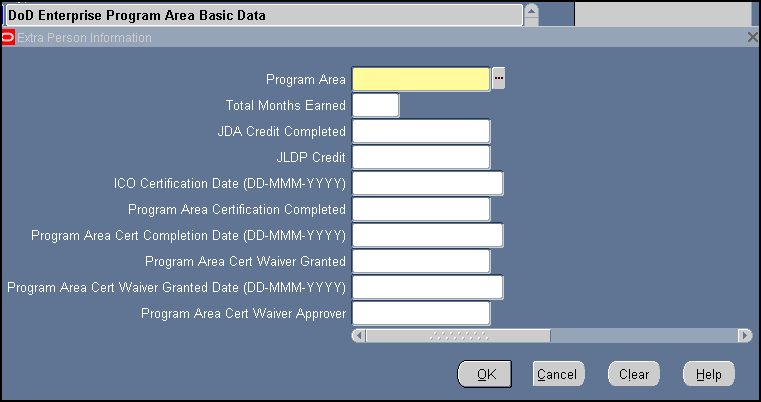 DoD Enterprise Program Area Basic Data
Extra Person Information
Program Area
Total Months Earned
JDA Credit Completed
JLDP Credit
ICO Certification Date (DD-MMM-YYYY)
Program Area Certification Completed
Program Area Cert Completion Date (DD-MMM-YYYY)
Program Area Cert Waiver Granted
Program Area Cert Waiver Granted Date (DD-MMM-YYYY)
Program Area Cert Waiver Approver
OK Cancel Clear Help